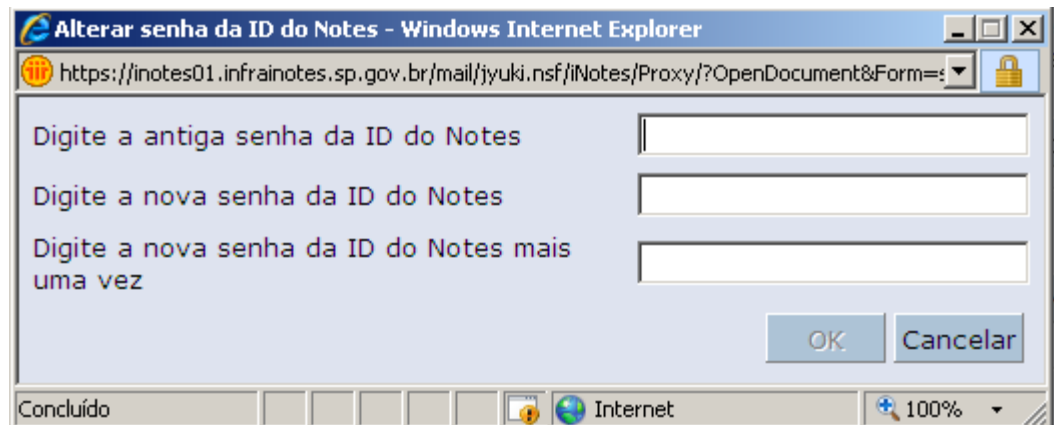 Alterar senha da ID do Notes - Windows Internet Explorer
https://inotes01.infrainotes.sp.gov.br/mail/jyuki.nsf/iNotes/Proxy/?OpenDocument&Form=s
Digite a antiga senha da ID do Notes
Digite a nova senha da ID do Notes
Digite a nova senha da ID do Notes mais
uma vez
OK Cancelar
Concluído Internet 100%